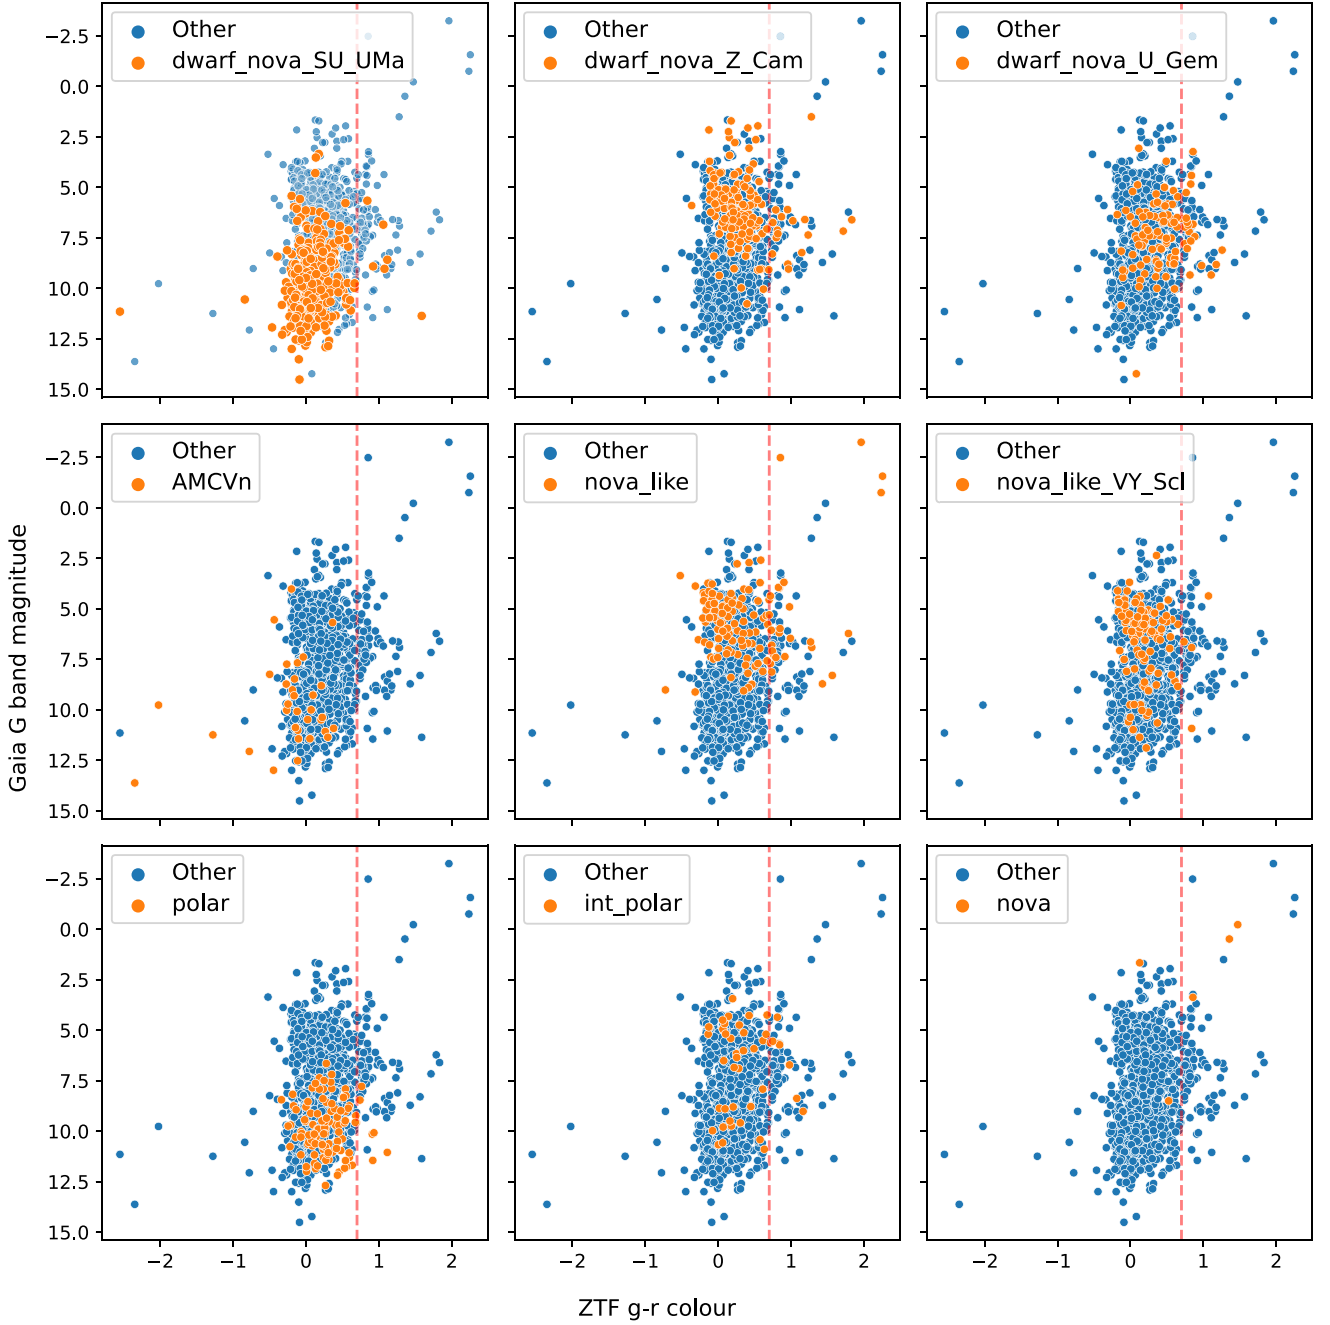 Other
dwarf_nova_SU_UMa
Other
dwarf_nova_Z_Cam
Other
dwarf_nova_U_Gem
−2.5
0.0
2.5
5.0
7.5
10.0
12.5
15.0
Other
AMCVn
Other
nova_like
Other
nova_like_VY_Scl
−2.5
0.0
2.5
5.0
7.5
10.0
12.5
15.0
Gaia G band magnitude
Other
polar
Other
int_polar
Other
nova
−2.5
0.0
2.5
5.0
7.5
10.0
12.5
15.0
−2 −1 0 1 2
−2 −1 0 1 2
−2 −1 0 1 2
ZTF g-r colour